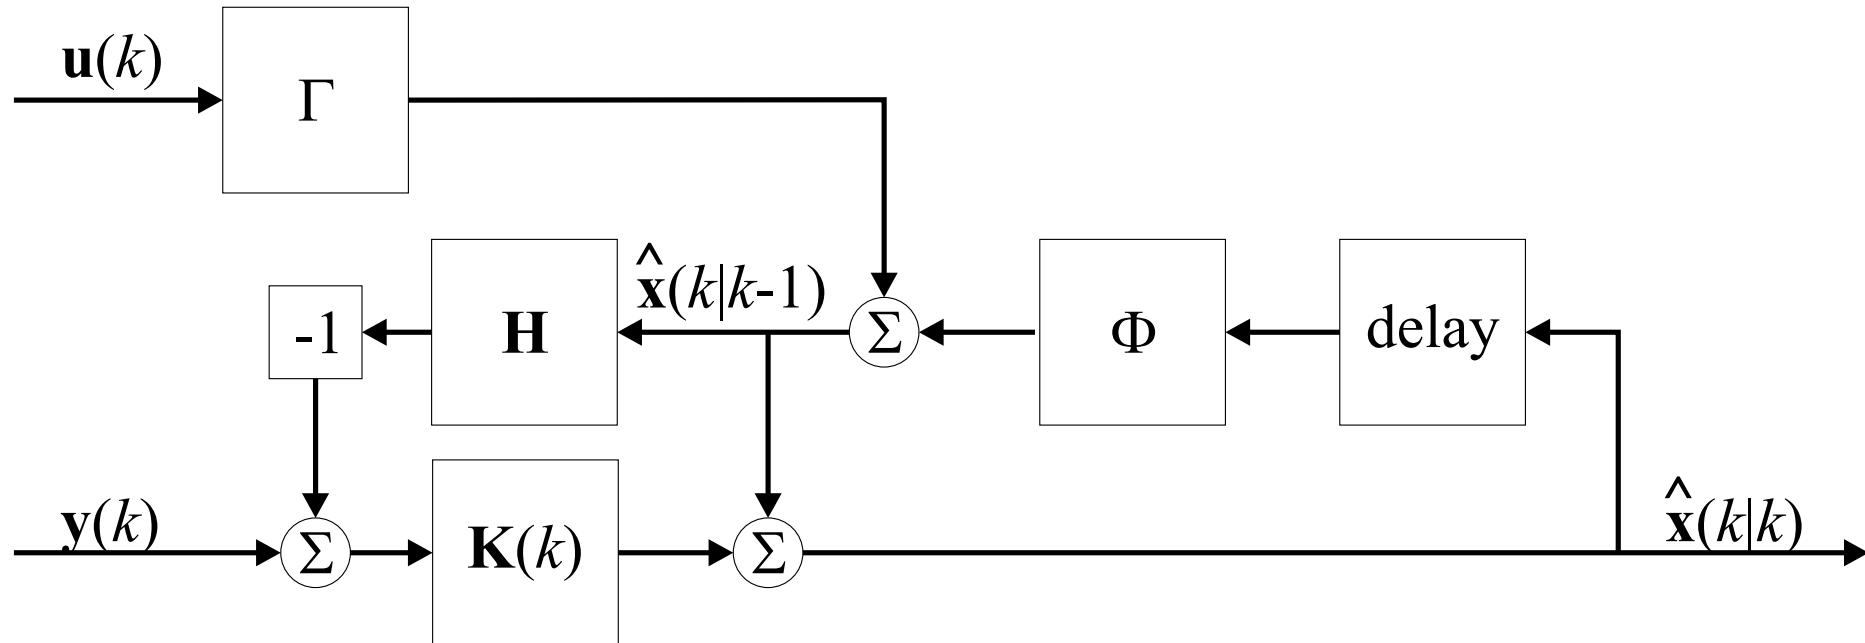 u(k)
Γ
x̂(k|k-1)
-1
H
Σ
Φ
delay
y(k)
Σ
K(k)
Σ
x̂(k|k)